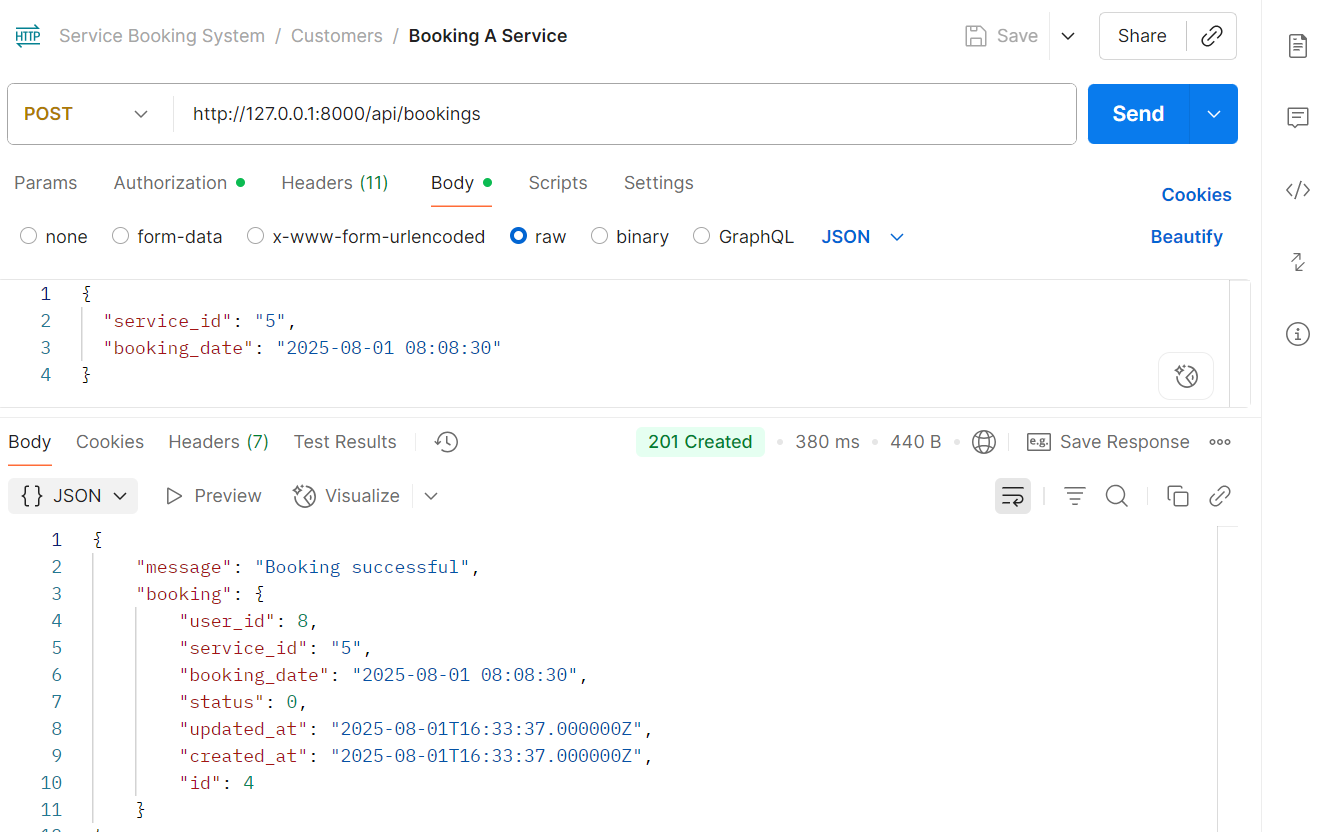 HTTP Service Booking System / Customers / Booking A Service Save Share
POST http://127.0.0.1:8000/api/bookings Send
Params Authorization Headers (11) Body Scripts Settings Cookies
none form-data x-www-form-urlencoded raw binary GraphQL JSON Beautify
1 {
2 "service_id": "5",
3 "booking_date": "2025-08-01 08:08:30"
4 }
Body Cookies Headers (7) Test Results 201 Created 380 ms 440 B e.g. Save Response
{} JSON Preview Visualize
1 {
2 "message": "Booking successful",
3 "booking": {
4 "user_id": 8,
5 "service_id": "5",
6 "booking_date": "2025-08-01 08:08:30",
7 "status": 0,
8 "updated_at": "2025-08-01T16:33:37.000000Z",
9 "created_at": "2025-08-01T16:33:37.000000Z",
10 "id": 4
11 }